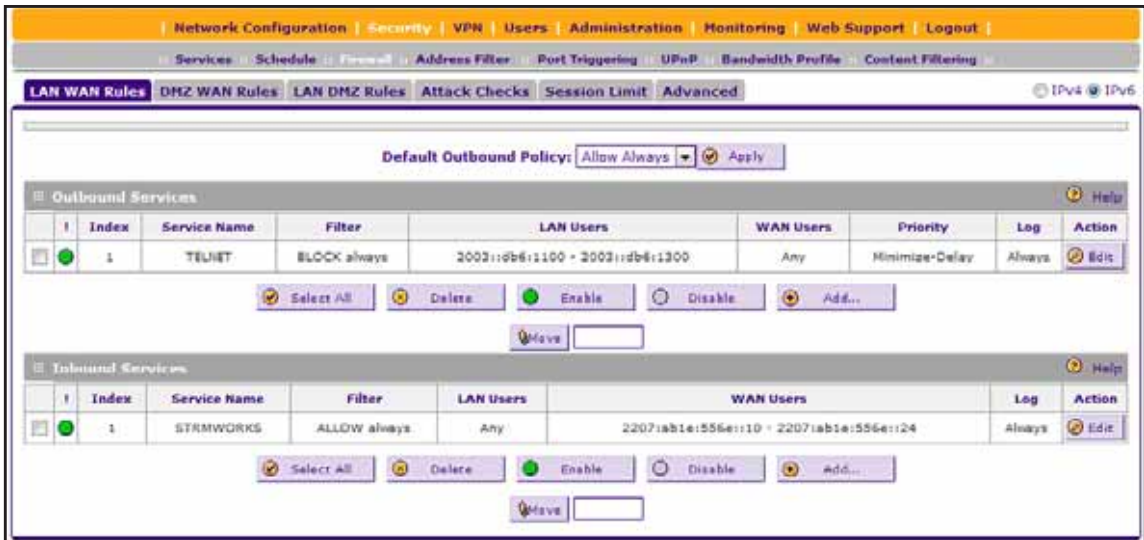 Network Configuration | Security | VPN | Users | Administration | Monitoring | Web Support | Logout
Services :: Schedule :: Firewall :: Address Filter :: Port Triggering :: UPnP :: Bandwidth Profile :: Content Filtering
LAN WAN Rules DMZ WAN Rules LAN DMZ Rules Attack Checks Session Limit Advanced IPv4 IPv6
Default Outbound Policy: Allow Always Apply
Outbound Services Help
! Index Service Name Filter LAN Users WAN Users Priority Log Action
1 TELNET BLOCK always 2003::db6:1100 - 2003::db6:1300 Any Minimize-Delay Always Edit
Select All Delete Enable Disable Add...
Move
Inbound Services Help
! Index Service Name Filter LAN Users WAN Users Log Action
1 STRMWORKS ALLOW always Any 2207:ab1e:556e::10 - 2207:ab1e:556e::24 Always Edit
Select All Delete Enable Disable Add...
Move